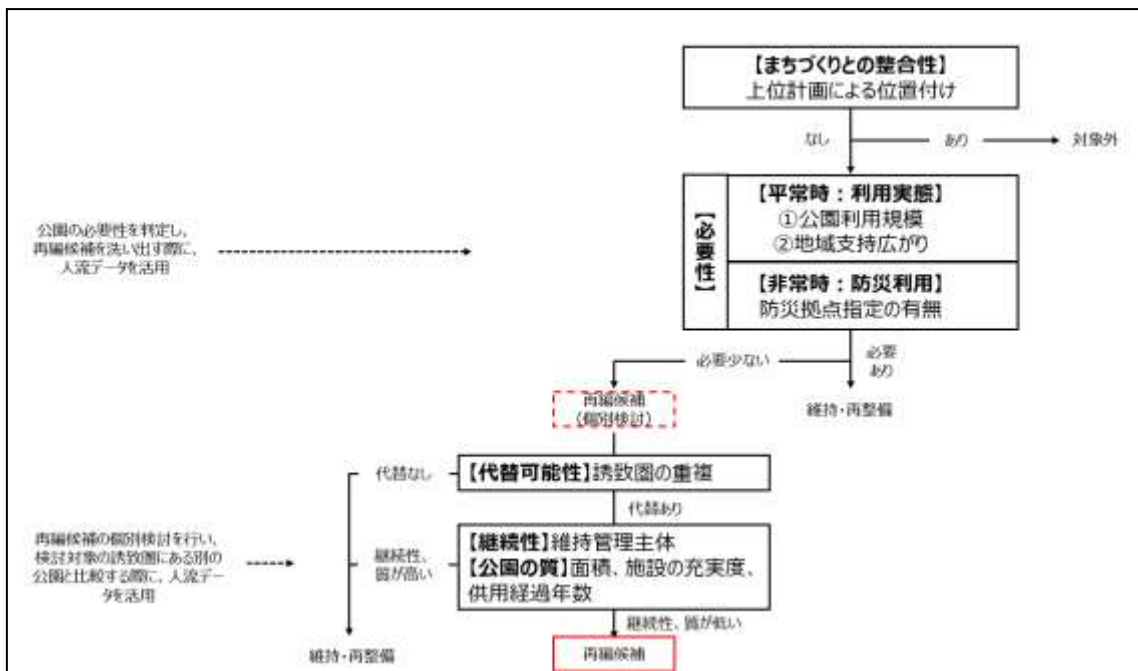 【まちづくりとの整合性】
上位計画による位置付け
なし
あり
対象外
【必要性】
【平常時：利用実態】
①公園利用規模
②地域支持広がり
【非常時：防災利用】
防災拠点指定の有無
公園の必要性を判定し、
再編候補を洗い出す際に、
人流データを活用
必要少ない
必要
あり
再編候補
（個別検討）
維持・再整備
代替なし
【代替可能性】誘致圏の重複
代替あり
再編候補の個別検討を行い、
検討対象の誘致圏にある別の
公園と比較する際に、人流デー
タを活用
継続性、
質が高い
【継続性】維持管理主体
【公園の質】面積、施設の充実度、
供用経過年数
継続性、質が低い
維持・再整備
再編候補